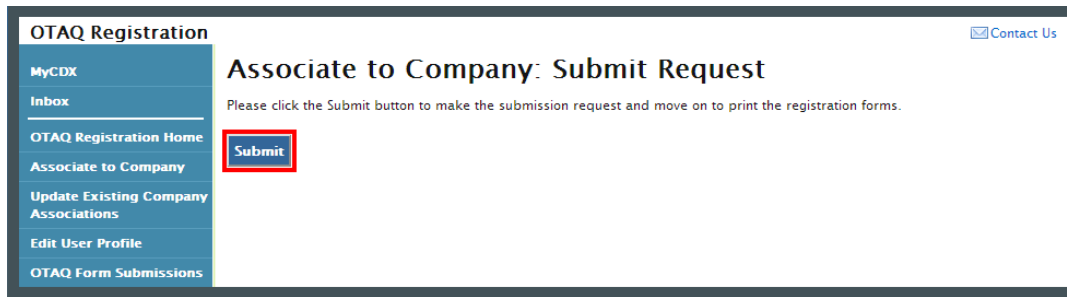 OTAQ Registration
Contact Us
MyCDX
Inbox
OTAQ Registration Home
Associate to Company
Update Existing Company
Associations
Edit User Profile
OTAQ Form Submissions
Associate to Company: Submit Request
Please click the Submit button to make the submission request and move on to print the registration forms.
Submit